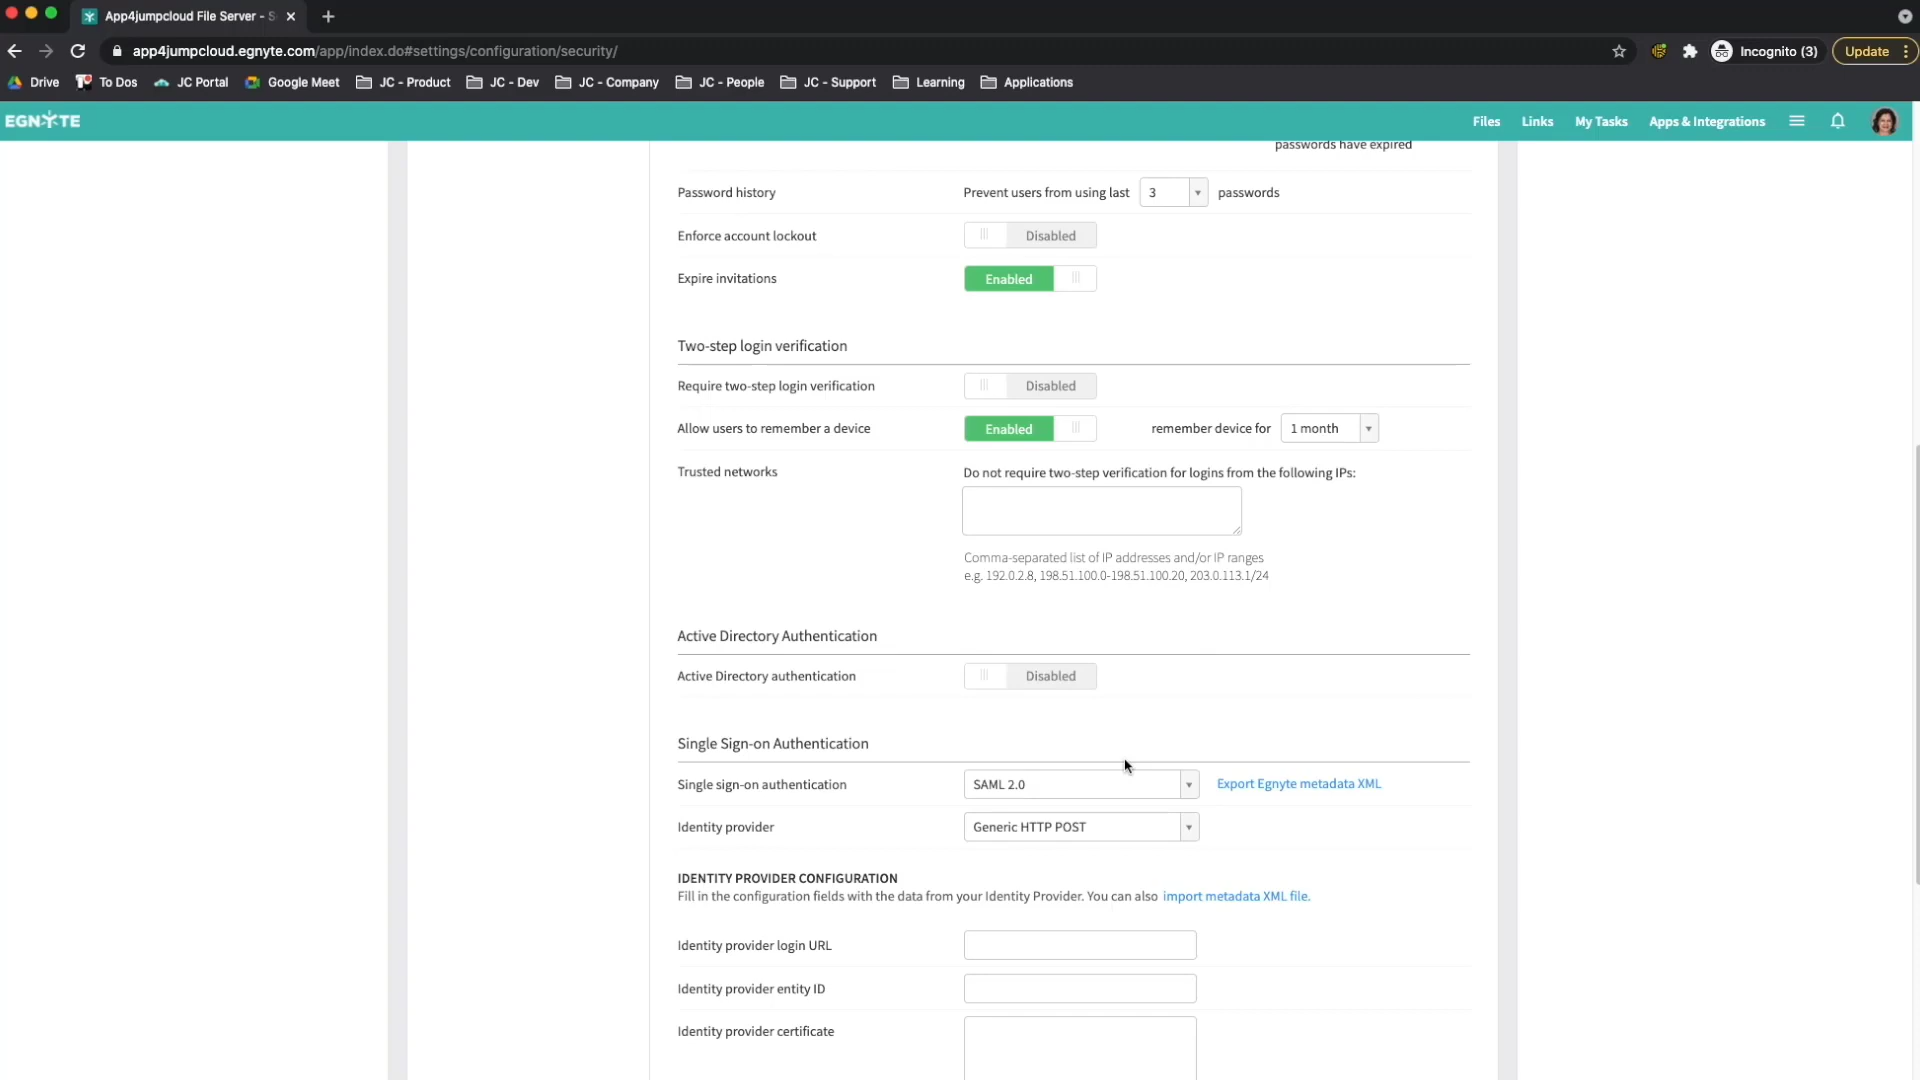 App4jumpcloud File Server - S
app4jumpcloud.egnyte.com/app/index.do#settings/configuration/security/
Incognito (3)
Update
Drive
To Dos
JC Portal
Google Meet
JC - Product
JC - Dev
JC - Company
JC - People
JC - Support
Learning
Applications
EGNYTE
Files
Links
My Tasks
Apps & Integrations
passwords have expired
Password history
Prevent users from using last 3 passwords
Enforce account lockout
Disabled
Expire invitations
Enabled
Two-step login verification
Require two-step login verification
Disabled
Allow users to remember a device
Enabled
remember device for 1 month
Trusted networks
Do not require two-step verification for logins from the following IPs:
Comma-separated list of IP addresses and/or IP ranges
e.g. 192.0.2.8, 198.51.100.0-198.51.100.20, 203.0.113.1/24
Active Directory Authentication
Active Directory authentication
Disabled
Single Sign-on Authentication
Single sign-on authentication
SAML 2.0
Export Egnyte metadata XML
Identity provider
Generic HTTP POST
IDENTITY PROVIDER CONFIGURATION
Fill in the configuration fields with the data from your Identity Provider. You can also import metadata XML file.
Identity provider login URL
Identity provider entity ID
Identity provider certificate